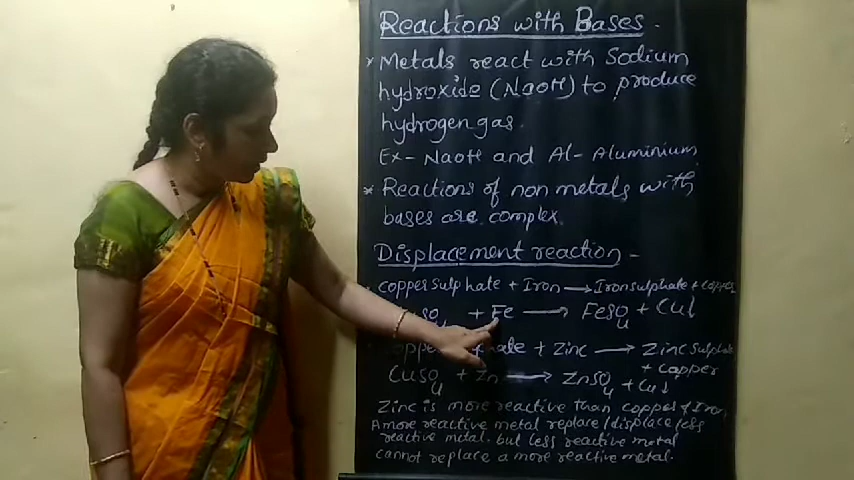 Reactions with Bases -
* Metals react with Sodium
hydroxide (NaOH) to produce
hydrogen gas.
Ex- NaOH and Al- Aluminium
* Reactions of non metals with
bases are complex.
Displacement reaction -
copper sulphate + Iron → Iron sulphate + Copper
+ Fe → FeSO4 + Cu↓
+ Zinc → Zinc Sulphate
+ Copper
CuSO4 + Zn → ZnSO4 + Cu↓
Zinc is more reactive than copper & Iron,
A more reactive metal replace/displace less
reactive metal. but less reactive metal
cannot replace a more reactive metal.